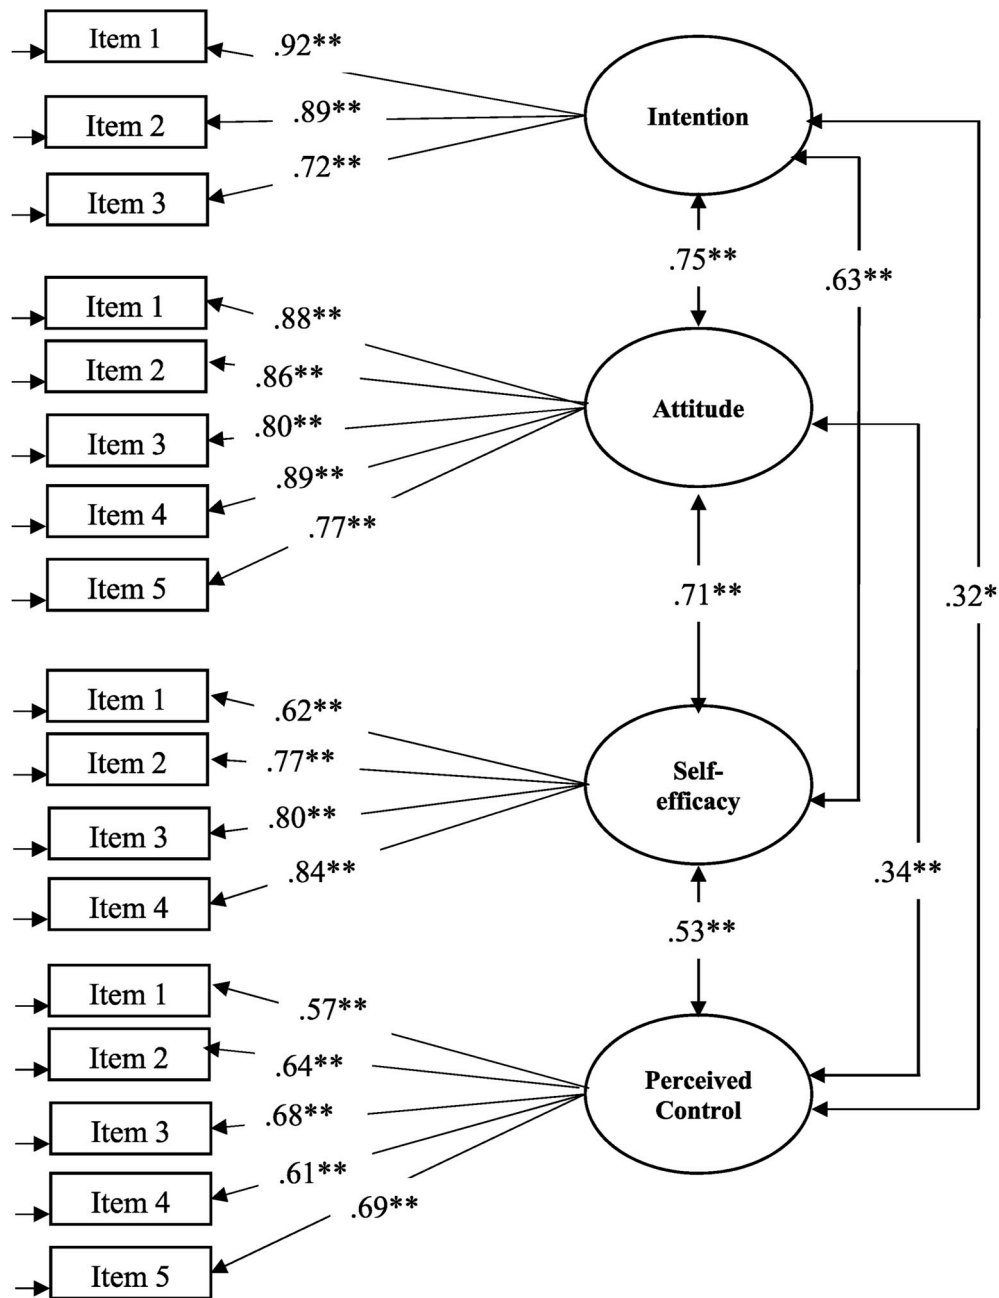 Item 1
.92**
Item 2
.89**
Item 3
.72**
Intention
.75**
.63**
Item 1
.88**
Item 2
.86**
Item 3
.80**
Item 4
.89**
Item 5
.77**
Attitude
.71**
.32*
Item 1
.62**
Item 2
.77**
Item 3
.80**
Item 4
.84**
Self-
efficacy
.34**
.53**
Item 1
.57**
Item 2
.64**
Item 3
.68**
Item 4
.61**
Item 5
.69**
Perceived
Control